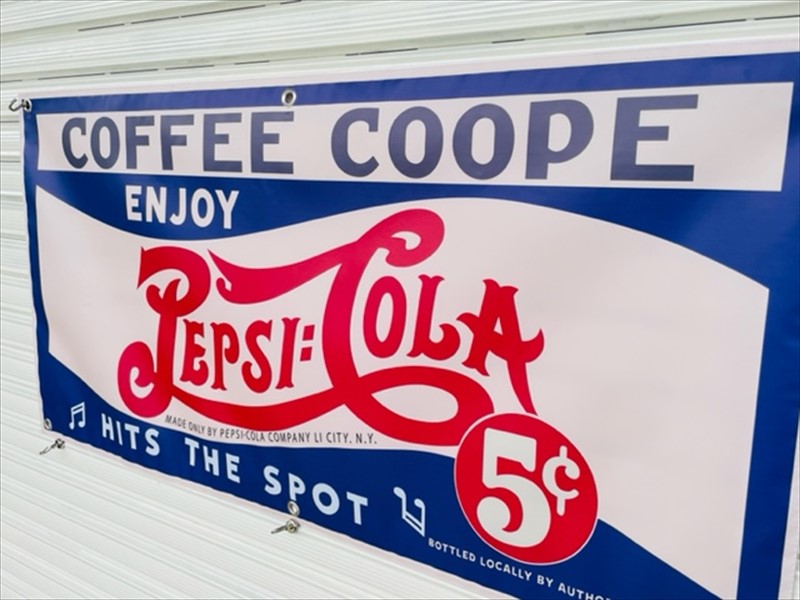 COFFEE COOPE
ENJOY
PEPSI:COLA
MADE ONLY BY PEPSI-COLA COMPANY LI CITY, N.Y.
HITS THE SPOT
5¢
BOTTLED LOCALLY BY